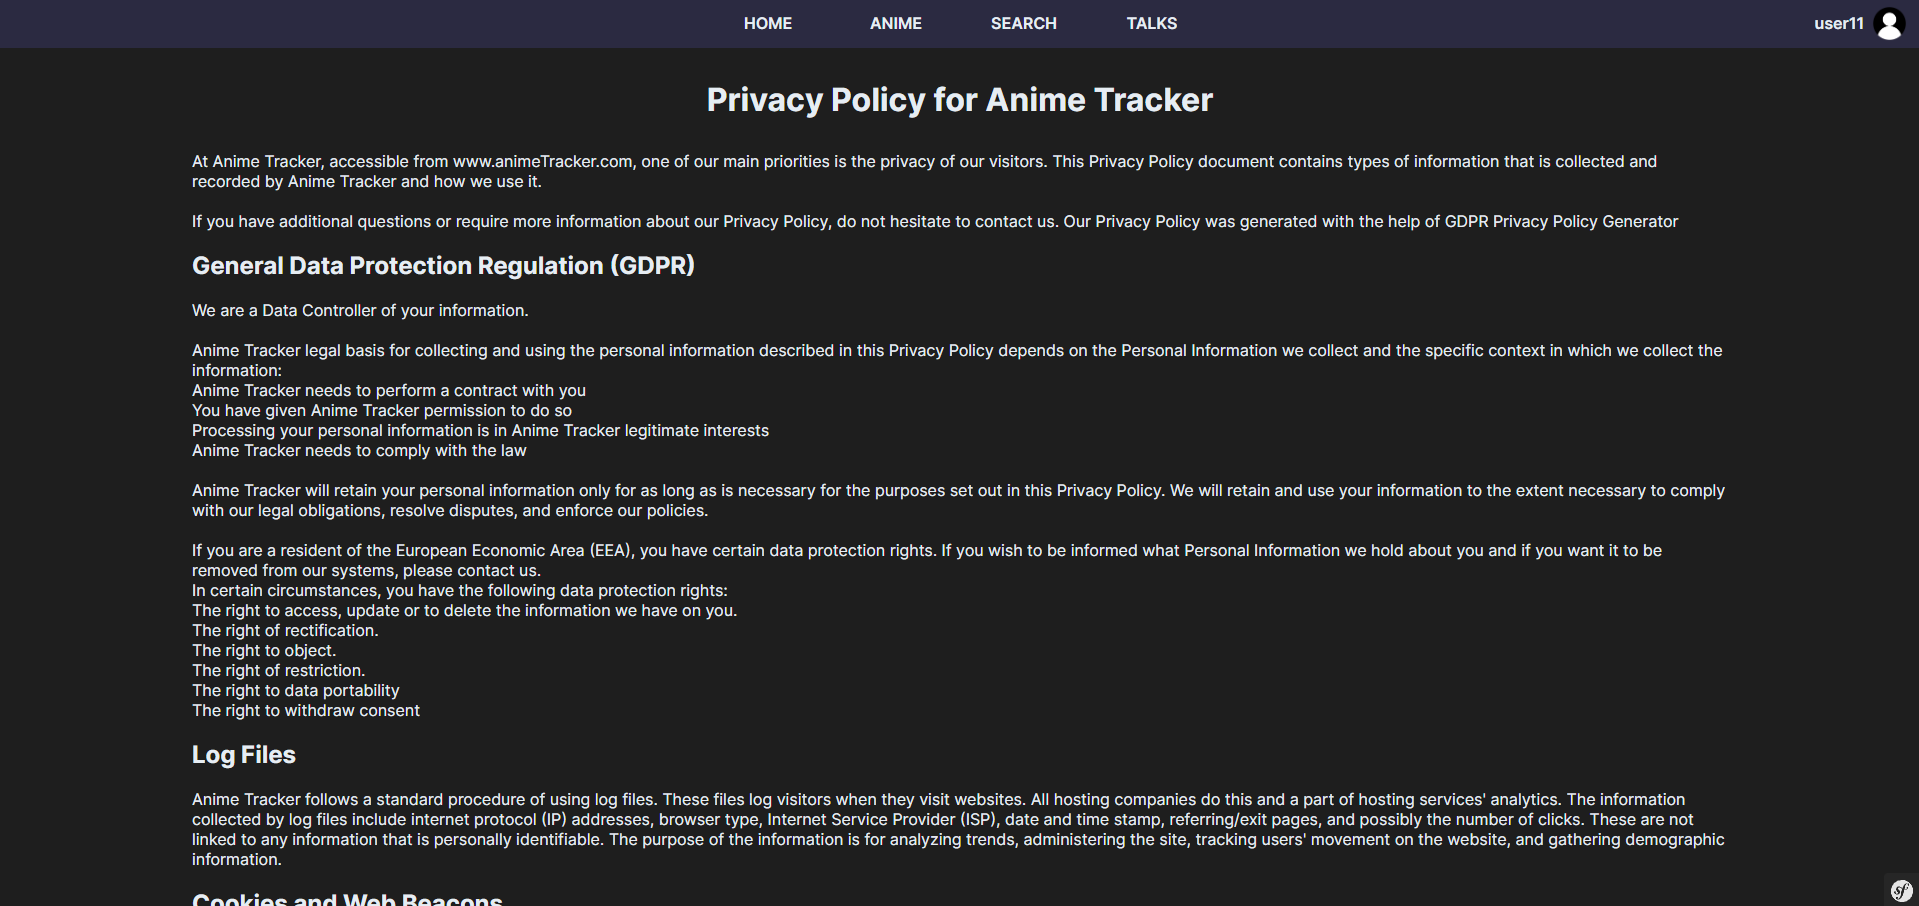 HOME ANIME SEARCH TALKS user11
Privacy Policy for Anime Tracker
At Anime Tracker, accessible from www.animeTracker.com, one of our main priorities is the privacy of our visitors. This Privacy Policy document contains types of information that is collected and
recorded by Anime Tracker and how we use it.
If you have additional questions or require more information about our Privacy Policy, do not hesitate to contact us. Our Privacy Policy was generated with the help of GDPR Privacy Policy Generator
General Data Protection Regulation (GDPR)
We are a Data Controller of your information.
Anime Tracker legal basis for collecting and using the personal information described in this Privacy Policy depends on the Personal Information we collect and the specific context in which we collect the
information:
Anime Tracker needs to perform a contract with you
You have given Anime Tracker permission to do so
Processing your personal information is in Anime Tracker legitimate interests
Anime Tracker needs to comply with the law
Anime Tracker will retain your personal information only for as long as is necessary for the purposes set out in this Privacy Policy. We will retain and use your information to the extent necessary to comply
with our legal obligations, resolve disputes, and enforce our policies.
If you are a resident of the European Economic Area (EEA), you have certain data protection rights. If you wish to be informed what Personal Information we hold about you and if you want it to be
removed from our systems, please contact us.
In certain circumstances, you have the following data protection rights:
The right to access, update or to delete the information we have on you.
The right of rectification.
The right to object.
The right of restriction.
The right to data portability
The right to withdraw consent
Log Files
Anime Tracker follows a standard procedure of using log files. These files log visitors when they visit websites. All hosting companies do this and a part of hosting services' analytics. The information
collected by log files include internet protocol (IP) addresses, browser type, Internet Service Provider (ISP), date and time stamp, referring/exit pages, and possibly the number of clicks. These are not
linked to any information that is personally identifiable. The purpose of the information is for analyzing trends, administering the site, tracking users' movement on the website, and gathering demographic
information.
Cookies and Web Beacons
sf